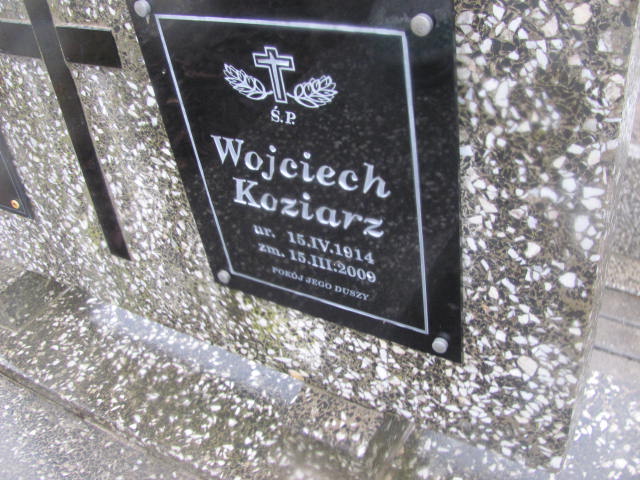 Ś.P.
Wojciech
Koziarz
ur. 15.IV.1914
zm. 15.III.2009
POKÓJ JEGO DUSZY